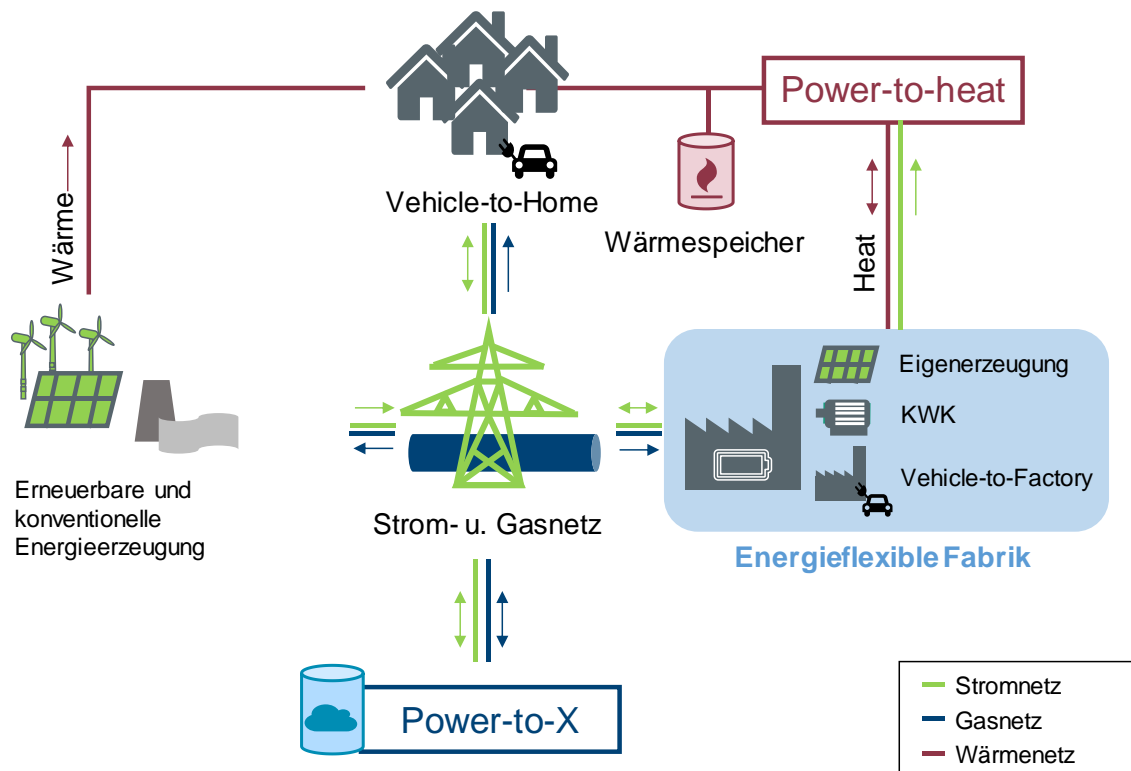 Power-to-heat
Wärme
Vehicle-to-Home
Wärmespeicher
Heat
Eigenerzeugung
KWK
Vehicle-to-Factory
Erneuerbare und
konventionelle
Energieerzeugung
Strom- u. Gasnetz
Energieflexible Fabrik
Power-to-X
Stromnetz
Gasnetz
Wärmenetz